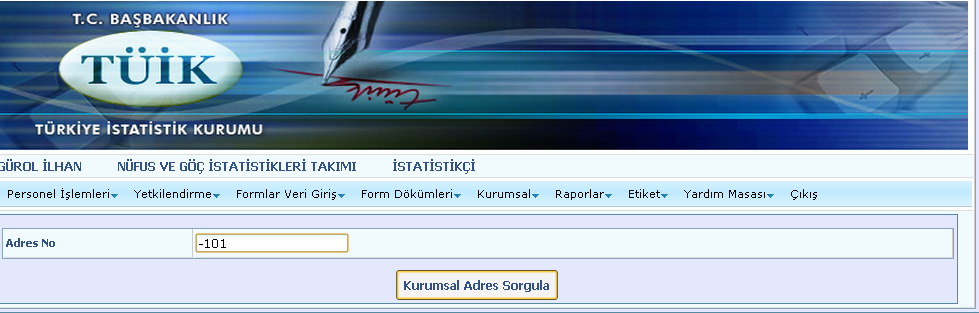 T.C. BAŞBAKANLIK
TÜİK
tüik
TÜRKİYE İSTATİSTİK KURUMU
GÜROL İLHAN NÜFUS VE GÖÇ İSTATİSTİKLERİ TAKIMI İSTATİSTİKÇİ
Personel İşlemleri Yetkilendirme Formlar Veri Giriş Form Dökümleri Kurumsal Raporlar Etiket Yardım Masası Çıkış
Adres No -101
Kurumsal Adres Sorgula